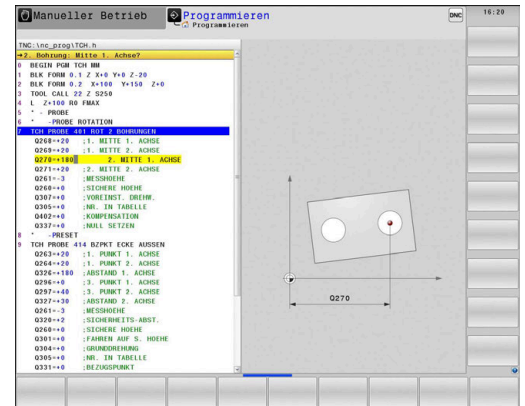 Manueller Betrieb
Programmieren
Programmieren
DNC
16:20
TNC:\nc_prog\TCH.h
→2. Bohrung: Mitte 1. Achse?
0 BEGIN PGM TCH MM
1 BLK FORM 0.1 Z X+0 Y+0 Z-20
2 BLK FORM 0.2 X+100 Y+150 Z+0
3 TOOL CALL 22 Z S250
4 L Z+100 R0 FMAX
5 * - PROBE
6 * -PROBE ROTATION
7 TCH PROBE 401 ROT 2 BOHRUNGEN
Q268=+20 ;1. MITTE 1. ACHSE
Q269=+20 ;1. MITTE 2. ACHSE
Q270=+180 2. MITTE 1. ACHSE
Q271=+20 ;2. MITTE 2. ACHSE
Q261=-3 ;MESSHOEHE
Q260=+0 ;SICHERE HOEHE
Q307=+0 ;VOREINST. DREHW.
Q305=+0 ;NR. IN TABELLE
Q402=+0 ;KOMPENSATION
Q337=+0 ;NULL SETZEN
8 * -PRESET
9 TCH PROBE 414 BZPKT ECKE AUSSEN
Q263=+20 ;1. PUNKT 1. ACHSE
Q264=+20 ;1. PUNKT 2. ACHSE
Q326=+180 ;ABSTAND 1. ACHSE
Q296=+0 ;3. PUNKT 1. ACHSE
Q297=+40 ;3. PUNKT 2. ACHSE
Q327=+30 ;ABSTAND 2. ACHSE
Q261=-3 ;MESSHOEHE
Q320=+2 ;SICHERHEITS-ABST.
Q260=+0 ;SICHERE HOEHE
Q301=+0 ;FAHREN AUF S. HOEHE
Q304=+0 ;GRUNDDREHUNG
Q305=+0 ;NR. IN TABELLE
Q331=+0 ;BEZUGSPUNKT
Q270